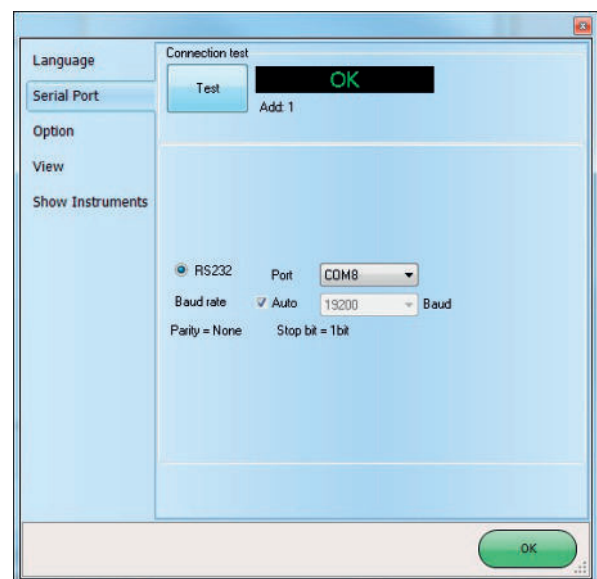 Language
Serial Port
Option
View
Show Instruments
Connection test
Test
OK
Add: 1
RS232 Port COM8
Baud rate Auto 19200 Baud
Parity = None Stop bit = 1bit
OK